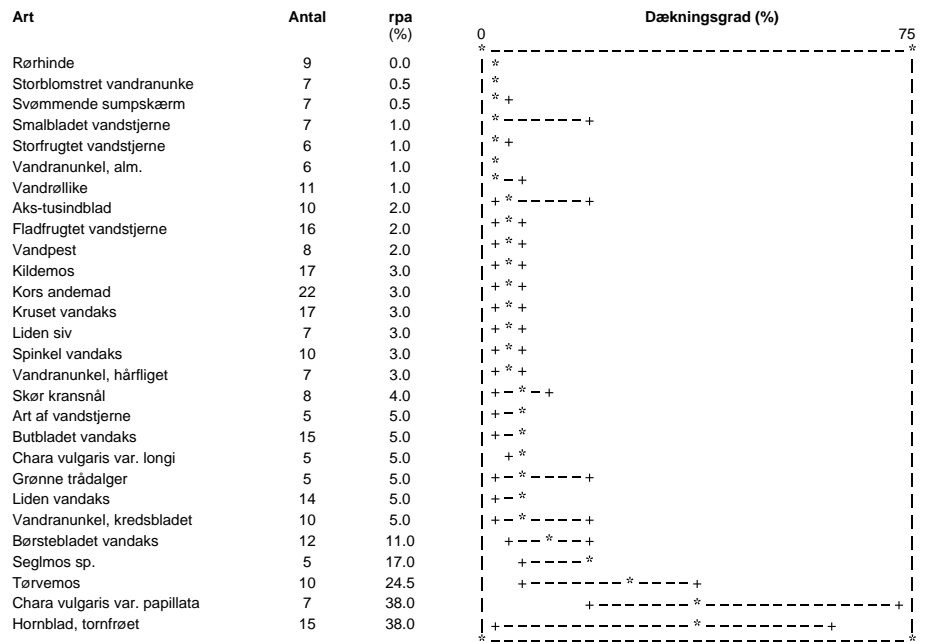 Art Antal rpa Dækningsgrad (%)
(%) 0 75
Rørhinde 9 0.0
Storblomstret vandranunke 7 0.5
Svømmende sumpskærm 7 0.5
Smalbladet vandstjerne 7 1.0
Storfrugtet vandstjerne 6 1.0
Vandranunkel, alm. 6 1.0
Vandrøllike 11 1.0
Aks-tusindblad 10 2.0
Fladfrugtet vandstjerne 16 2.0
Vandpest 8 2.0
Kildemos 17 3.0
Kors andemad 22 3.0
Kruset vandaks 17 3.0
Liden siv 7 3.0
Spinkel vandaks 10 3.0
Vandranunkel, hårfliget 7 3.0
Skør kransnål 8 4.0
Art af vandstjerne 5 5.0
Butbladet vandaks 15 5.0
Chara vulgaris var. longi 5 5.0
Grønne trådalger 5 5.0
Liden vandaks 14 5.0
Vandranunkel, kredsbladet 10 5.0
Børstebladet vandaks 12 11.0
Seglmos sp. 5 17.0
Tørvemos 10 24.5
Chara vulgaris var. papillata 7 38.0
Hornblad, tornfrøet 15 38.0